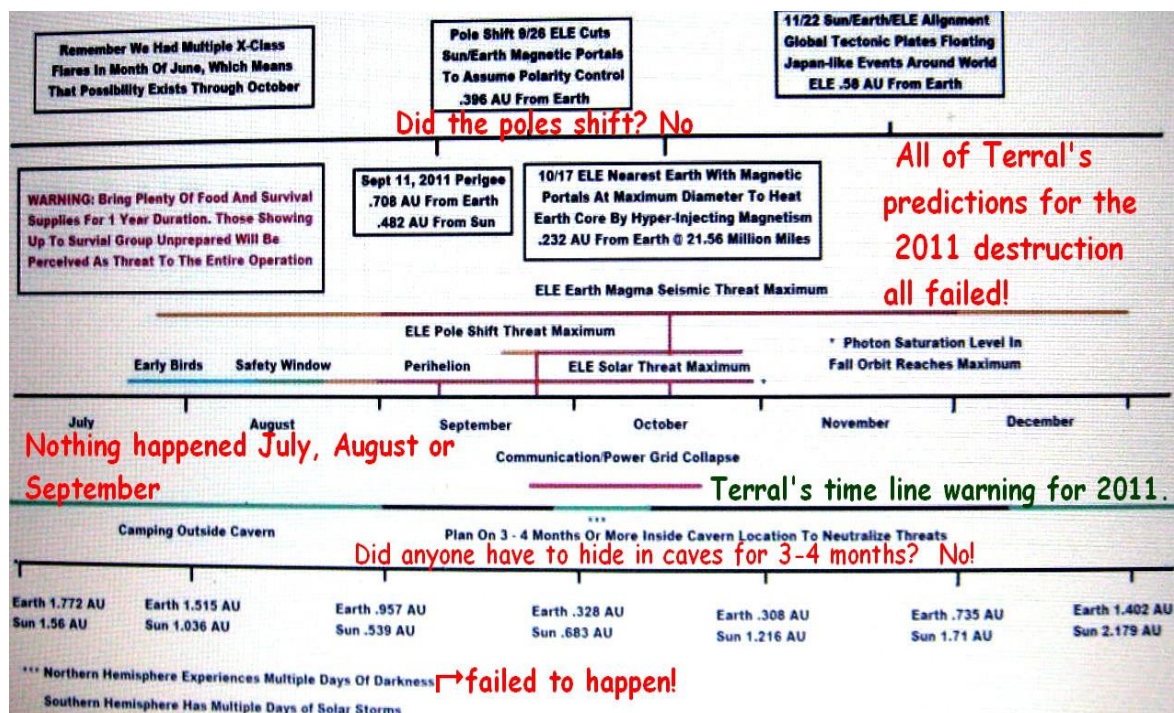 Remember We Had Multiple X-Class
Flares In Month Of June, Which Means
That Possibility Exists Through October
Pole Shift 9/26 ELE Cuts
Sun/Earth Magnetic Portals
To Assume Polarity Control
.396 AU From Earth
11/22 Sun/Earth/ELE Alignment
Global Tectonic Plates Floating
Japan-like Events Around World
ELE .58 AU From Earth
Did the poles shift? No
WARNING: Bring Plenty Of Food And Survival
Supplies For 1 Year Duration. Those Showing
Up To Survial Group Unprepared Will Be
Perceived As Threat To The Entire Operation
Sept 11, 2011 Perigee
.708 AU From Earth
.482 AU From Sun
10/17 ELE Nearest Earth With Magnetic
Portals At Maximum Diameter To Heat
Earth Core By Hyper-Injecting Magnetism
.232 AU From Earth @ 21.56 Million Miles
All of Terral's
predictions for the
2011 destruction
all failed!
ELE Earth Magma Seismic Threat Maximum
ELE Pole Shift Threat Maximum
* Photon Saturation Level In
Fall Orbit Reaches Maximum
Early Birds Safety Window Perihelion ELE Solar Threat Maximum *
July August September October November December
Nothing happened July, August or
September
Communication/Power Grid Collapse
Terral's time line warning for 2011.
Camping Outside Cavern
***
Plan On 3 - 4 Months Or More Inside Cavern Location To Neutralize Threats
Did anyone have to hide in caves for 3-4 months? No!
Earth 1.772 AU
Sun 1.56 AU
Earth 1.515 AU
Sun 1.036 AU
Earth .957 AU
Sun .539 AU
Earth .328 AU
Sun .683 AU
Earth .308 AU
Sun 1.216 AU
Earth .735 AU
Sun 1.71 AU
Earth 1.402 AU
Sun 2.179 AU
*** Northern Hemisphere Experiences Multiple Days Of Darkness
failed to happen!
Southern Hemisphere Has Multiple Days of Solar Storms